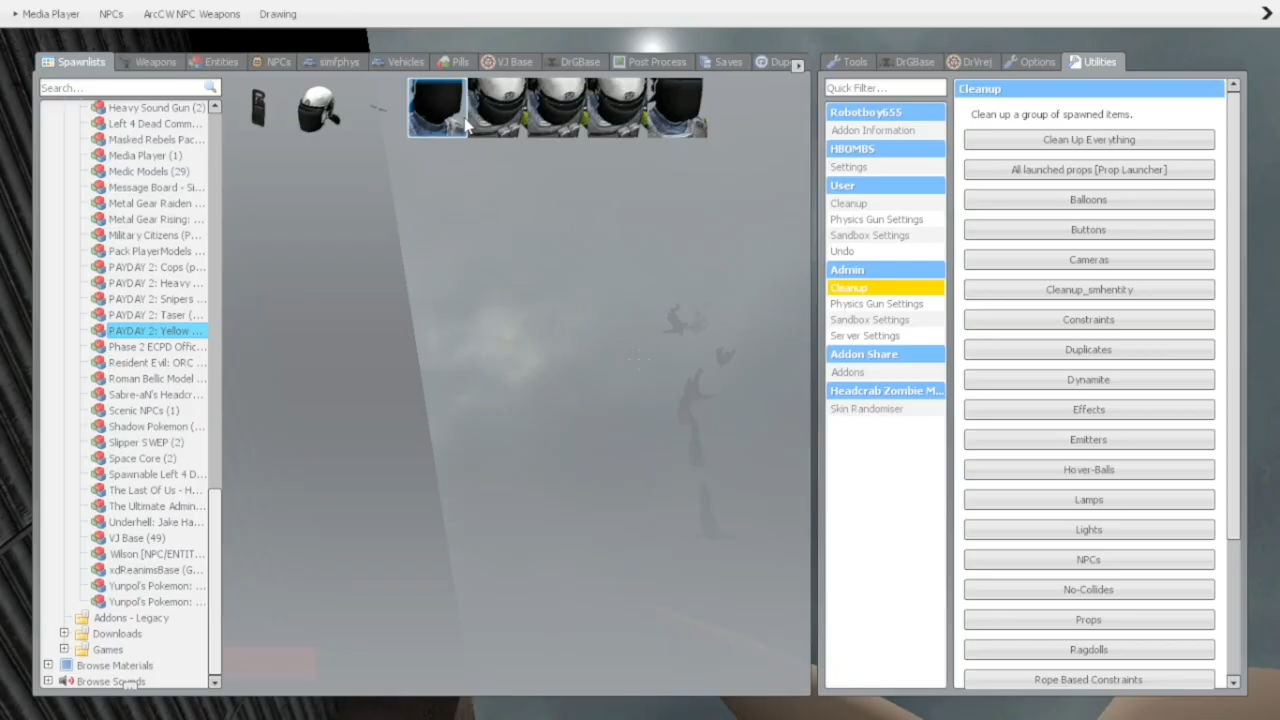 Media Player NPCs ArcCW NPC Weapons Drawing
Spawnlists Weapons Entities NPCs simfphys Vehicles Pills VJ Base DrGBase Post Process Saves Dup
Search...
Heavy Sound Gun (2)
Left 4 Dead Comm...
Masked Rebels Pac...
Media Player (1)
Medic Models (29)
Message Board - Si...
Metal Gear Raiden ...
Metal Gear Rising: ...
Military Citizens (P...
Pack PlayerModels ...
PAYDAY 2: Cops (p...
PAYDAY 2: Heavy ...
PAYDAY 2: Snipers ...
PAYDAY 2: Taser (...
PAYDAY 2: Yellow ...
Phase 2 ECPD Offic...
Resident Evil: ORC ...
Roman Bellic Model ...
Sabre-aN's Headcr...
Scenic NPCs (1)
Shadow Pokemon (...
Slipper SWEP (2)
Space Core (2)
Spawnable Left 4 D...
The Last Of Us - H...
The Ultimate Admin...
Underhell: Jake Ha...
VJ Base (49)
Wilson [NPC/ENTIT...
xdReanimsBase (G...
Yunpol's Pokemon: ...
Yunpol's Pokemon: ...
Addons - Legacy
Downloads
Games
Browse Materials
Browse Sounds
Tools DrGBase DrVrej Options Utilities
Quick Filter...
Robotboy655
Addon Information
HBOMBS
Settings
User
Cleanup
Physics Gun Settings
Sandbox Settings
Undo
Admin
Cleanup
Physics Gun Settings
Sandbox Settings
Server Settings
Addon Share
Addons
Headcrab Zombie M...
Skin Randomiser
Cleanup
Clean up a group of spawned items.
Clean Up Everything
All launched props [Prop Launcher]
Balloons
Buttons
Cameras
Cleanup_smhentity
Constraints
Duplicates
Dynamite
Effects
Emitters
Hover-Balls
Lamps
Lights
NPCs
No-Collides
Props
Ragdolls
Rope Based Constraints